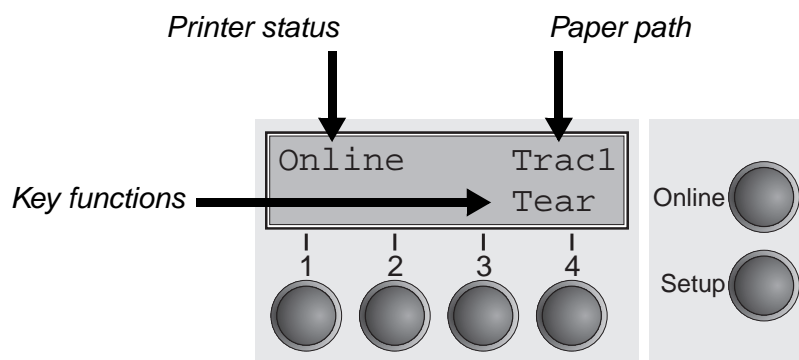 Printer status Paper path
Online Trac1
Key functions Tear
Online
1 2 3 4
Setup